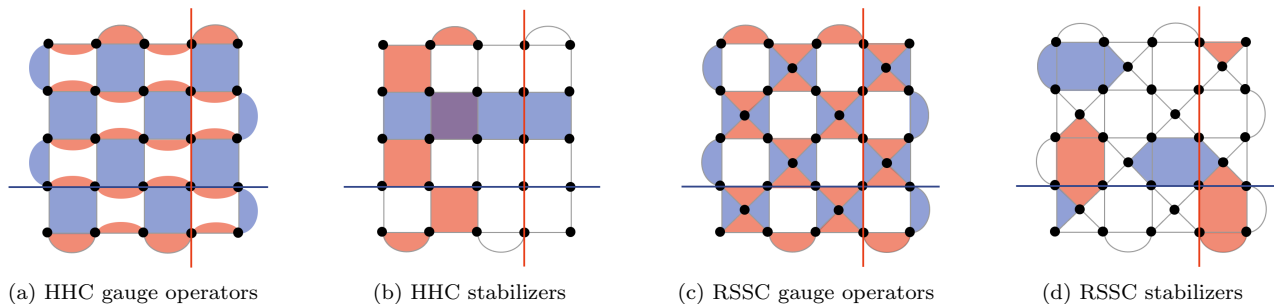 (a) HHC gauge operators
(b) HHC stabilizers
(c) RSSC gauge operators
(d) RSSC stabilizers